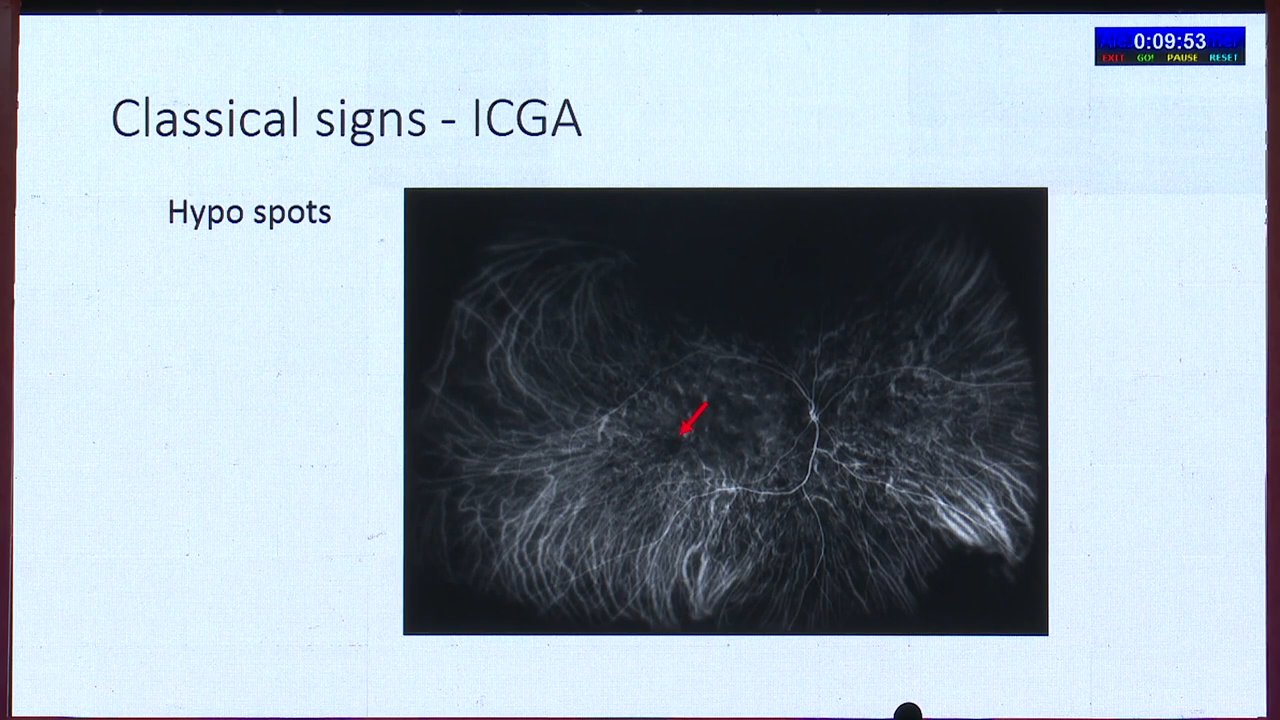 0:09:53
EXIT GO! PAUSE RESET
Classical signs - ICGA
Hypo spots